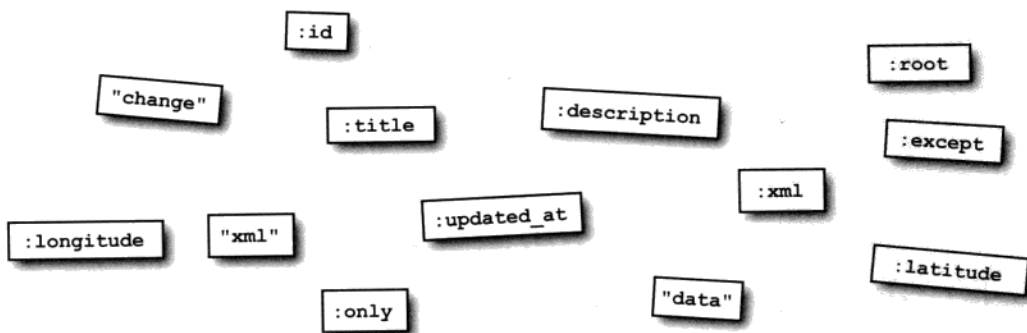 :id
:root
"change"
:title
:description
:except
:xml
:longitude
"xml"
:updated_at
:latitude
:only
"data"